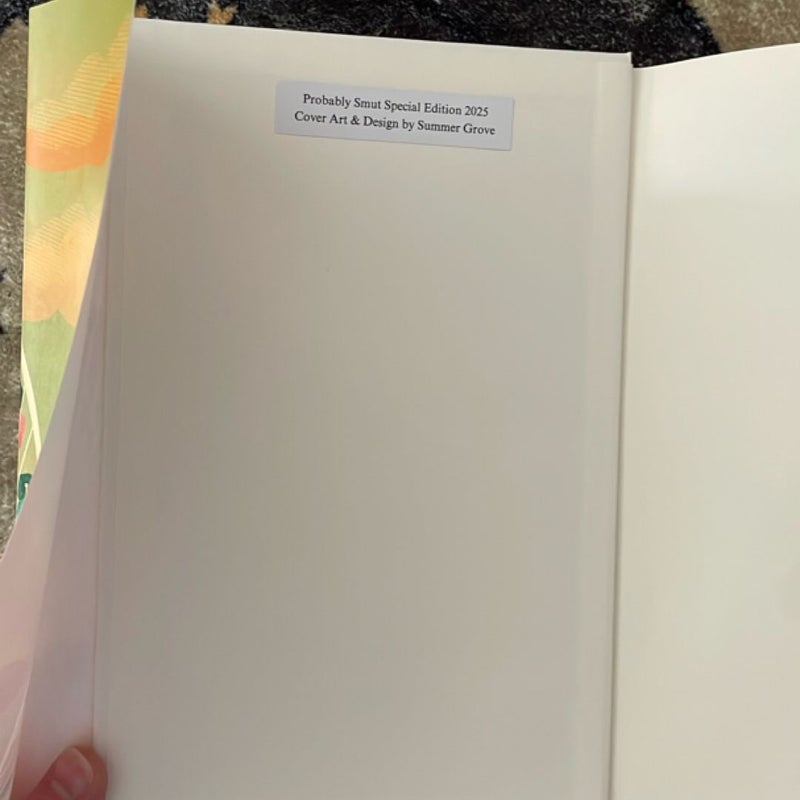 Probably Smut Special Edition 2025
Cover Art & Design by Summer Grove